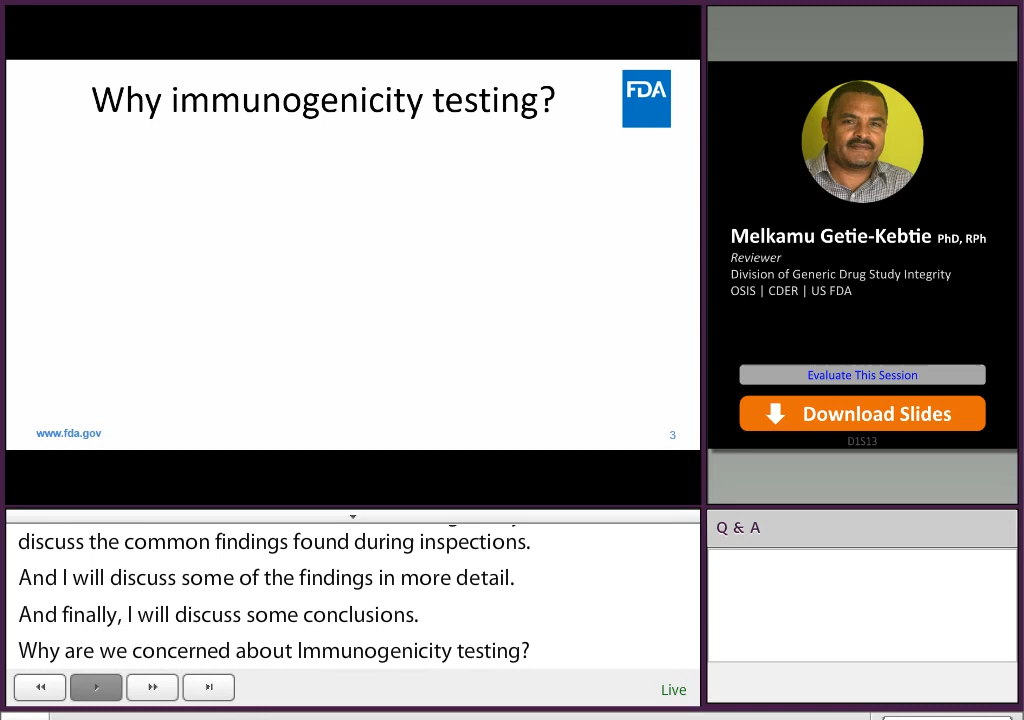 Why immunogenicity testing?
FDA
www.fda.gov
3
Melkamu Getie-Kebtie PhD, RPh
Reviewer
Division of Generic Drug Study Integrity
OSIS | CDER | US FDA
Evaluate This Session
Download Slides
D1S13
discuss the common findings found during inspections.
And I will discuss some of the findings in more detail.
And finally, I will discuss some conclusions.
Why are we concerned about Immunogenicity testing?
Live
Q & A